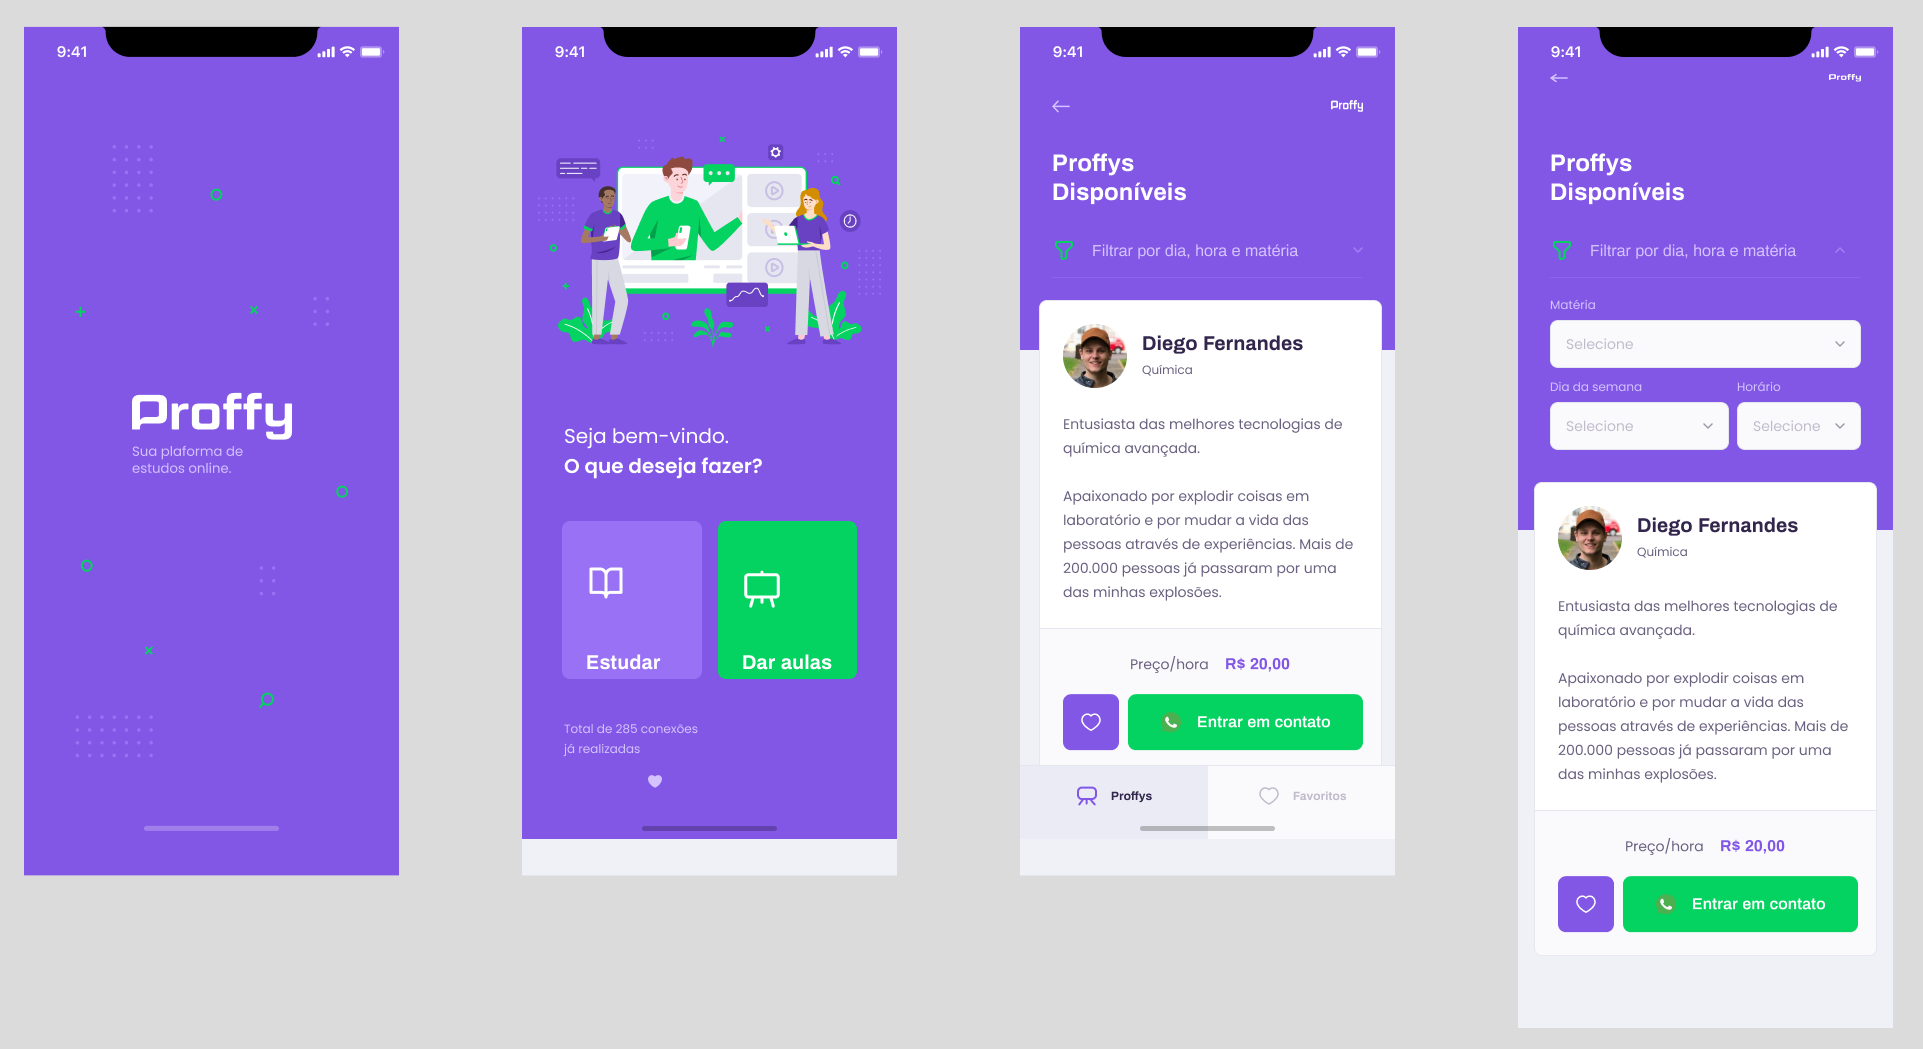 9:41
Proffy
Sua plaforma de
estudos online.
9:41
Seja bem-vindo.
O que deseja fazer?
Estudar
Dar aulas
Total de 285 conexões
já realizadas
9:41
Proffy
Proffys
Disponíveis
Filtrar por dia, hora e matéria
Diego Fernandes
Química
Entusiasta das melhores tecnologias de
química avançada.
Apaixonado por explodir coisas em
laboratório e por mudar a vida das
pessoas através de experiências. Mais de
200.000 pessoas já passaram por uma
das minhas explosões.
Preço/hora R$ 20,00
Entrar em contato
Proffys
Favoritos
9:41
Proffy
Proffys
Disponíveis
Filtrar por dia, hora e matéria
Matéria
Selecione
Dia da semana Horário
Selecione Selecione
Diego Fernandes
Química
Entusiasta das melhores tecnologias de
química avançada.
Apaixonado por explodir coisas em
laboratório e por mudar a vida das
pessoas através de experiências. Mais de
200.000 pessoas já passaram por uma
das minhas explosões.
Preço/hora R$ 20,00
Entrar em contato